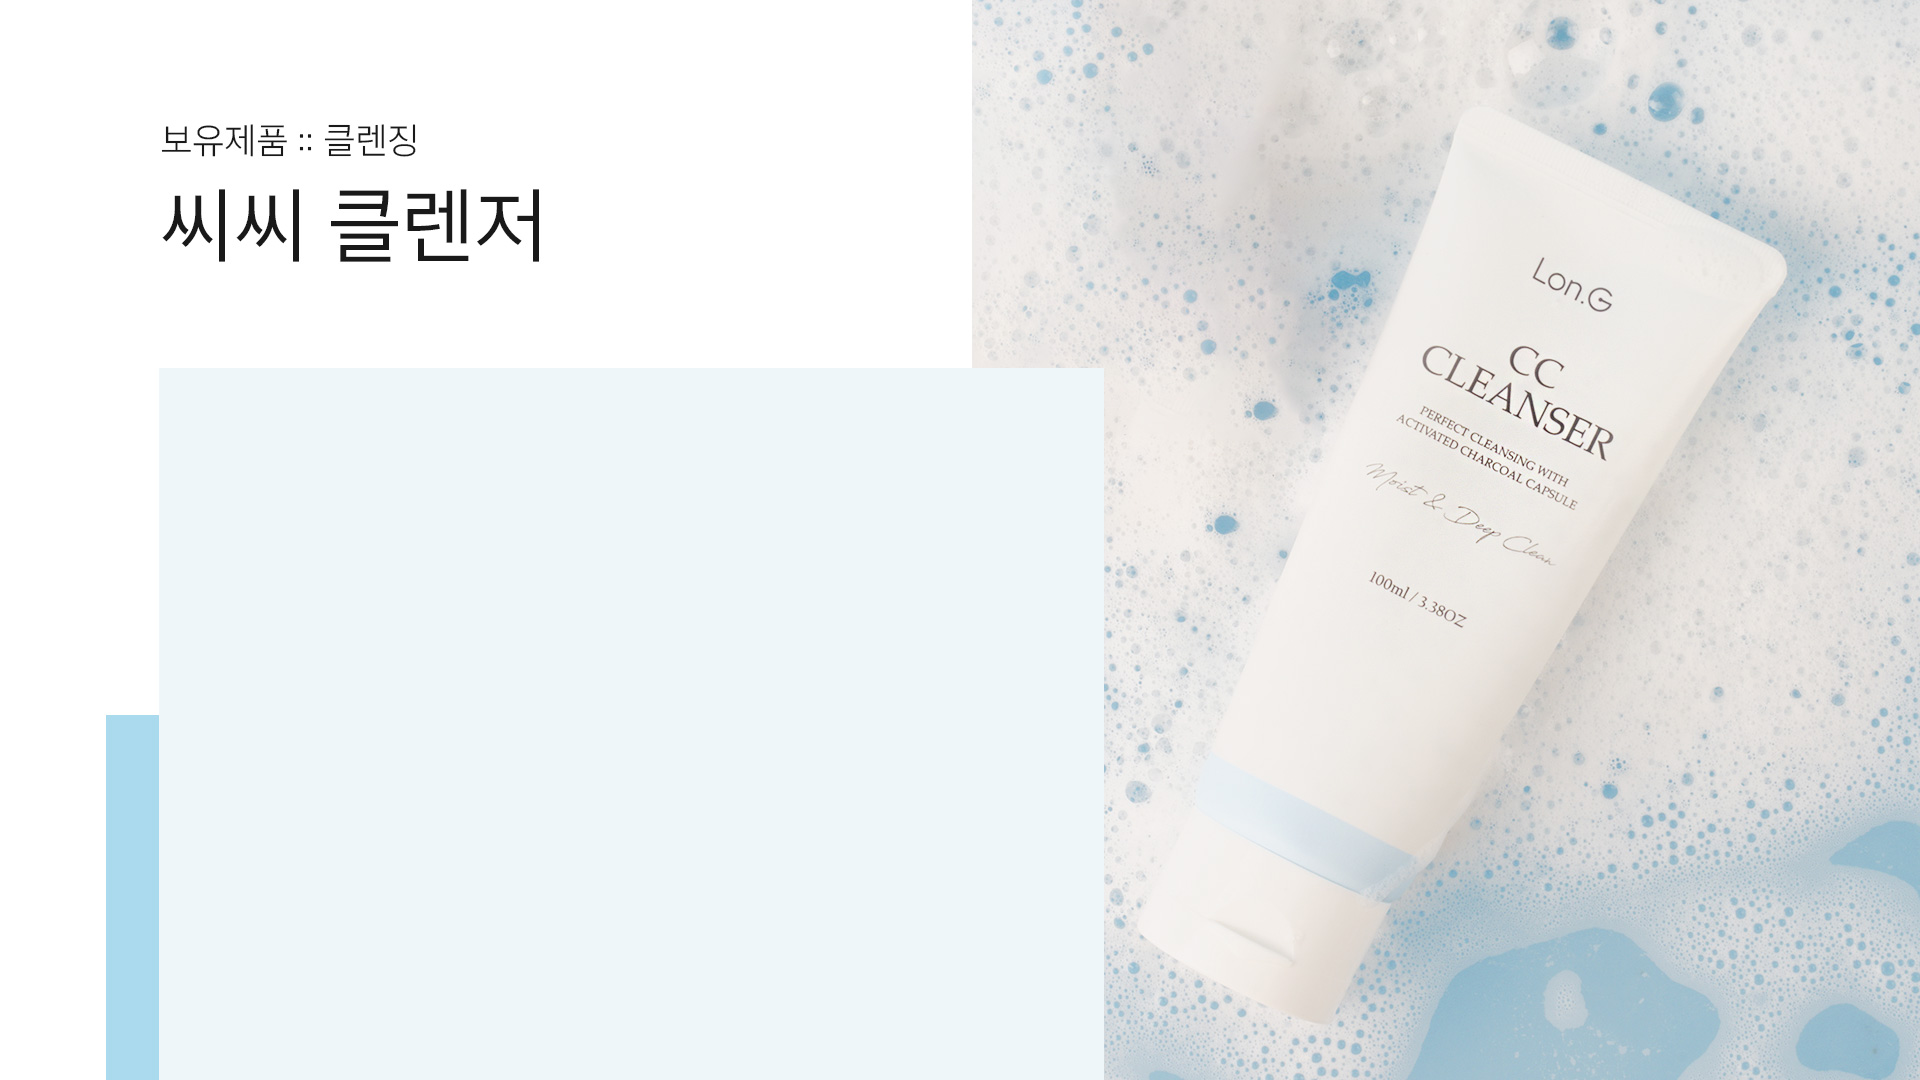 보유제품 :: 클렌징
씨씨 클렌저
Lon.G
CC
CLEANSER
PERFECT CLEANSING WITH
ACTIVATED CHARCOAL CAPSULE
Moist & Deep Clean
100ml / 3.38OZ